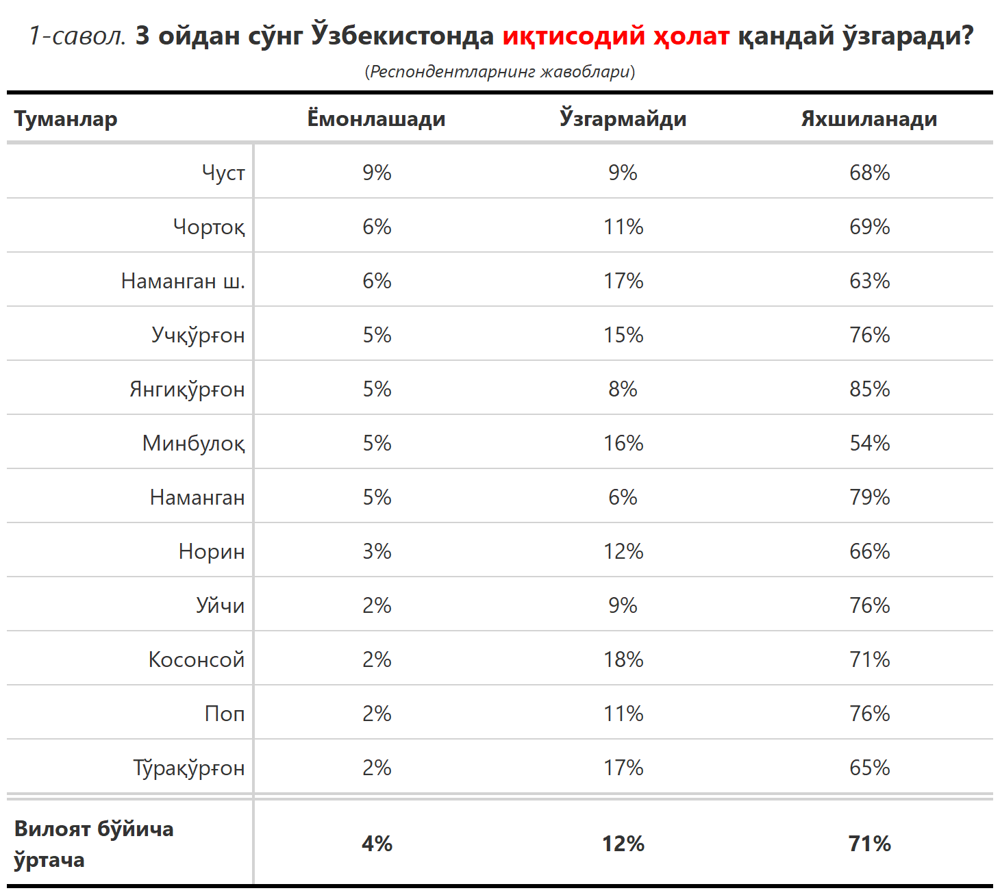 1-савол. 3 ойдан сўнг Ўзбекистонда иқтисодий ҳолат қандай ўзгаради?
(Респондентларнинг жавоблари)
Туманлар Ёмонлашади Ўзгармайди Яхшиланади
Чуст 9% 9% 68%
Чортоқ 6% 11% 69%
Наманган ш. 6% 17% 63%
Учқўрғон 5% 15% 76%
Янгиқўрғон 5% 8% 85%
Минбулоқ 5% 16% 54%
Наманган 5% 6% 79%
Норин 3% 12% 66%
Уйчи 2% 9% 76%
Косонсой 2% 18% 71%
Поп 2% 11% 76%
Тўрақўрғон 2% 17% 65%
Вилоят бўйича
ўртача 4% 12% 71%